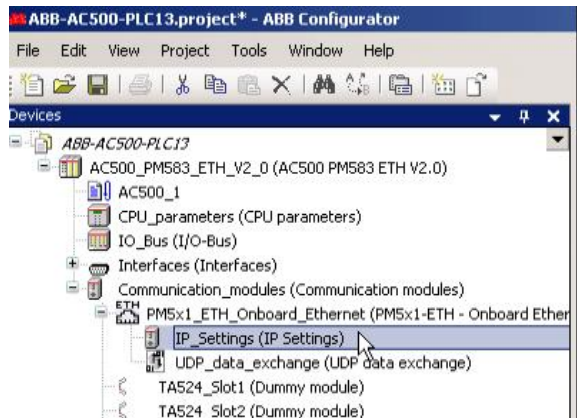 ABB-AC500-PLC13.project* - ABB Configurator
File Edit View Project Tools Window Help
Devices
ABB-AC500-PLC13
AC500_PM583_ETH_V2_0 (AC500 PM583 ETH V2.0)
AC500_1
CPU_parameters (CPU parameters)
IO_Bus (I/O-Bus)
Interfaces (Interfaces)
Communication_modules (Communication modules)
ETH PM5x1_ETH_Onboard_Ethernet (PM5x1-ETH - Onboard Ether
IP_Settings (IP Settings)
UDP_data_exchange (UDP data exchange)
TA524_Slot1 (Dummy module)
TA524_Slot2 (Dummy module)